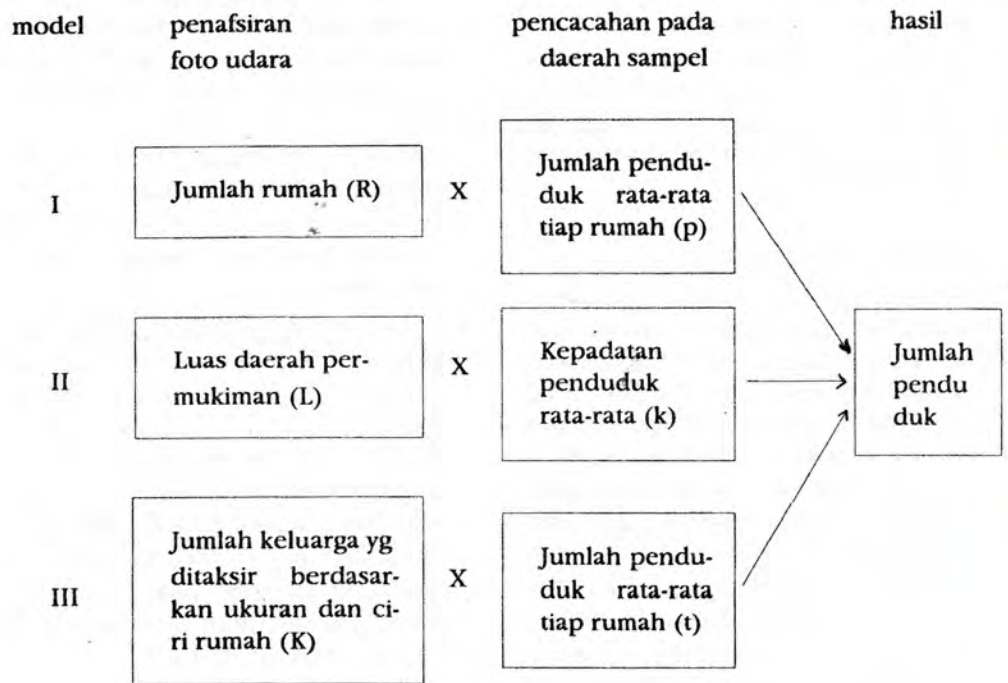 model penafsiran foto udara pencacahan pada daerah sampel hasil
I
Jumlah rumah (R)
X
Jumlah pendu-
duk rata-rata
tiap rumah (p)
II
Luas daerah per-
mukiman (L)
X
Kepadatan
penduduk
rata-rata (k)
Jumlah
pendu
duk
III
Jumlah keluarga yg
ditaksir berdasar-
kan ukuran dan ci-
ri rumah (K)
X
Jumlah pendu-
duk rata-rata
tiap rumah (t)